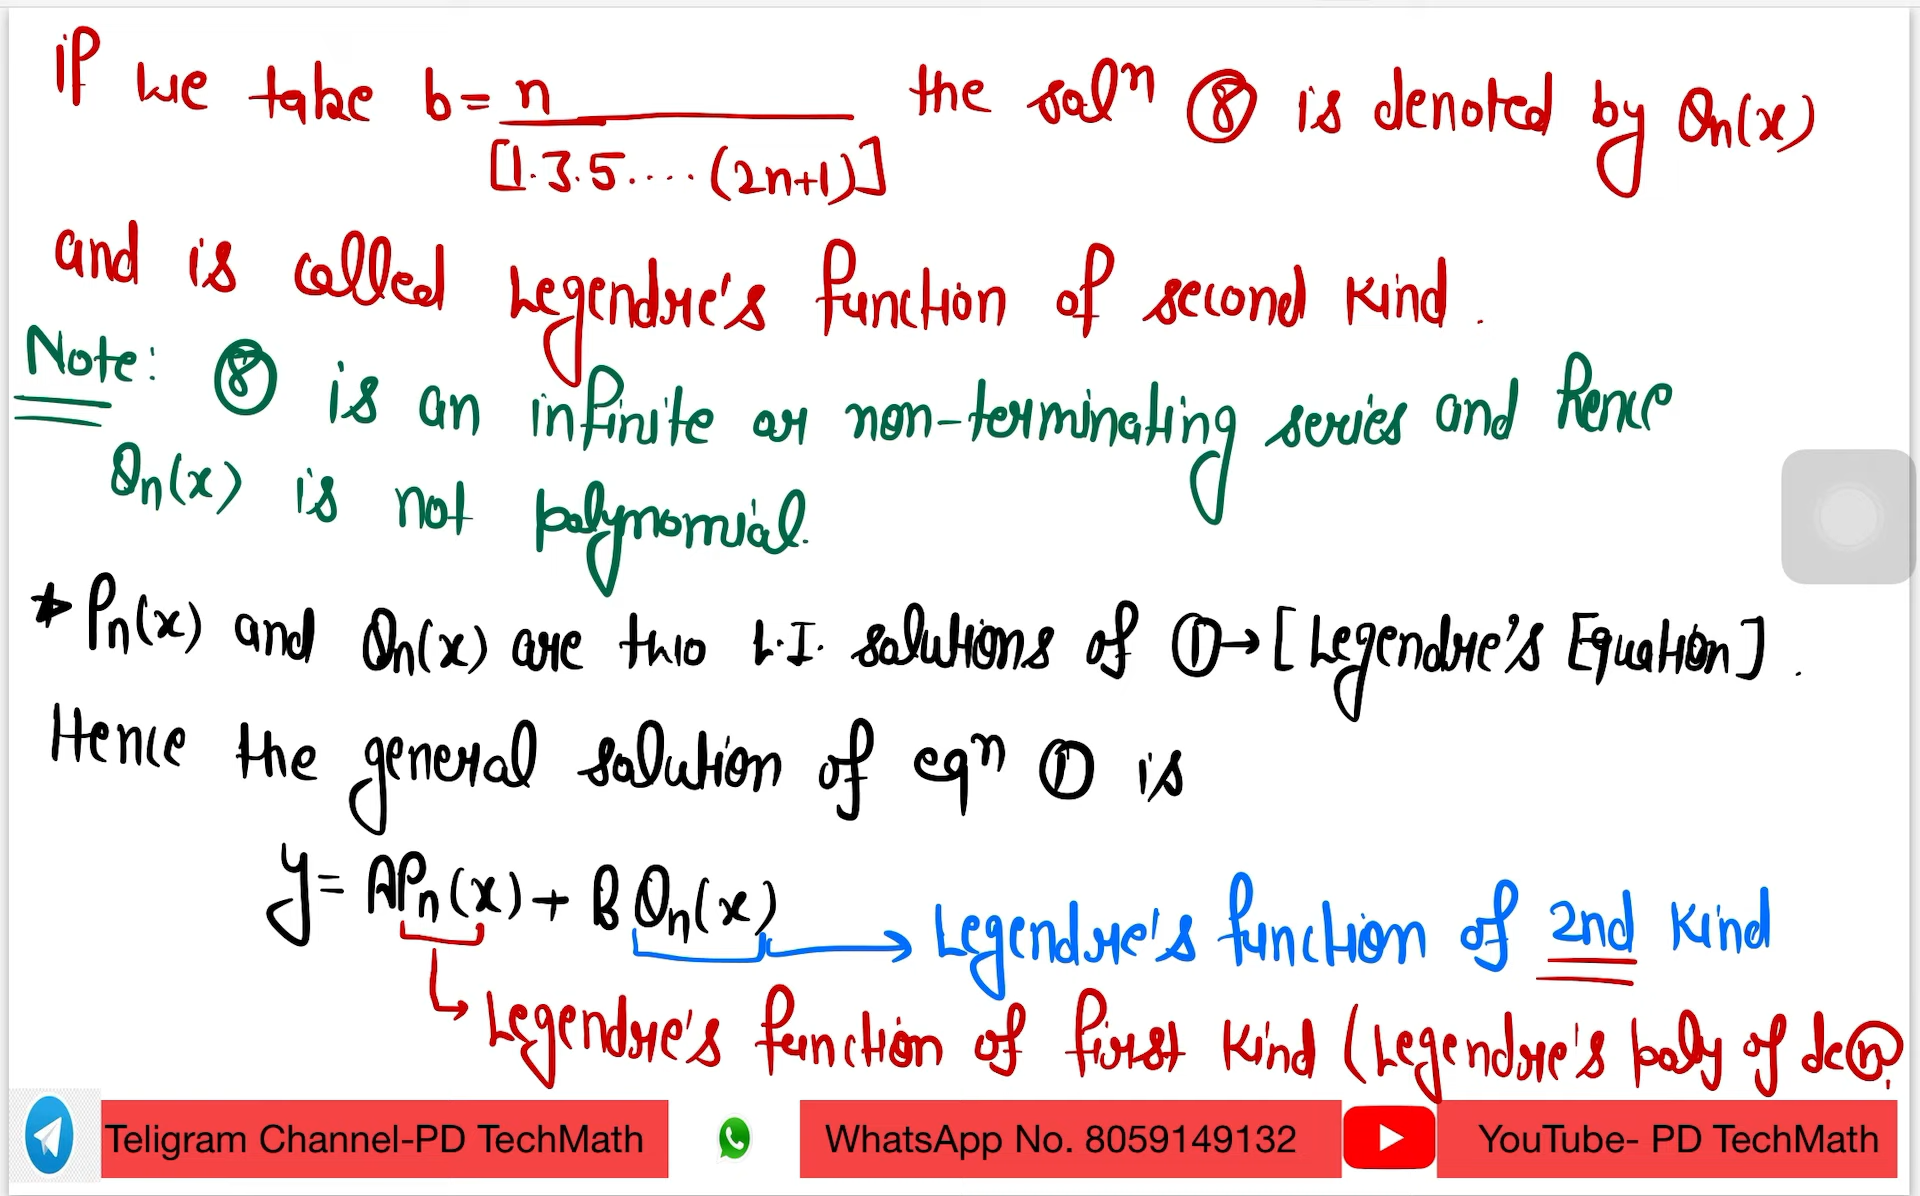 if we take b= n / [1.3.5....(2n+1)] the solⁿ ⑧ is denoted by Qn(x)
and is called Legendre's function of second kind.
Note: ⑧ is an infinite or non-terminating series and hence
Qn(x) is not polynomial.
* Pn(x) and Qn(x) are two L.I. solutions of ①→[Legendre's Equation].
Hence the general solution of eqⁿ ① is
y= APn(x)+ B Qn(x) → Legendre's function of 2nd kind
↳ Legendre's function of first kind (Legendre's poly of deg n
Teligram Channel-PD TechMath WhatsApp No. 8059149132 YouTube- PD TechMath